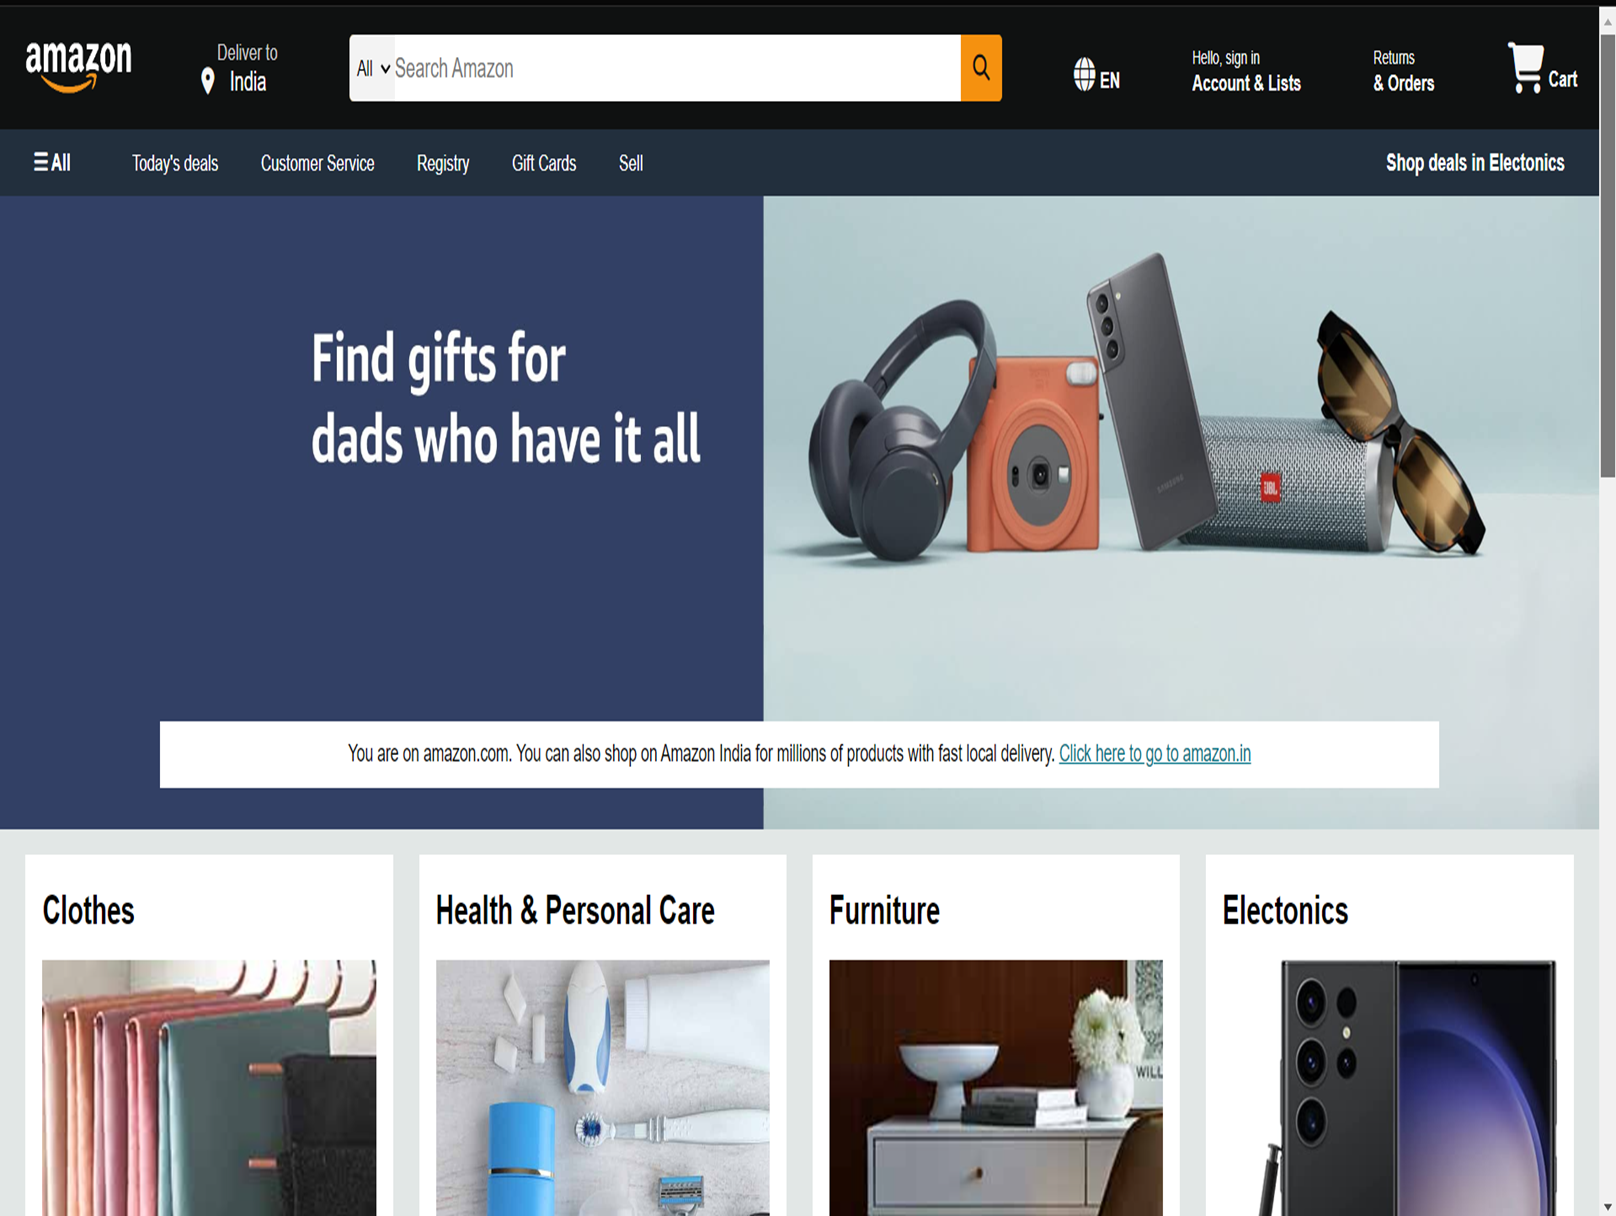 amazon
Deliver to
India
All
Search Amazon
EN
Hello, sign in
Account & Lists
Returns
& Orders
Cart
All
Today's deals
Customer Service
Registry
Gift Cards
Sell
Shop deals in Electonics
Find gifts for
dads who have it all
SAMSUNG
JBL
You are on amazon.com. You can also shop on Amazon India for millions of products with fast local delivery. Click here to go to amazon.in
Clothes
Health & Personal Care
Furniture
Electonics
WILL